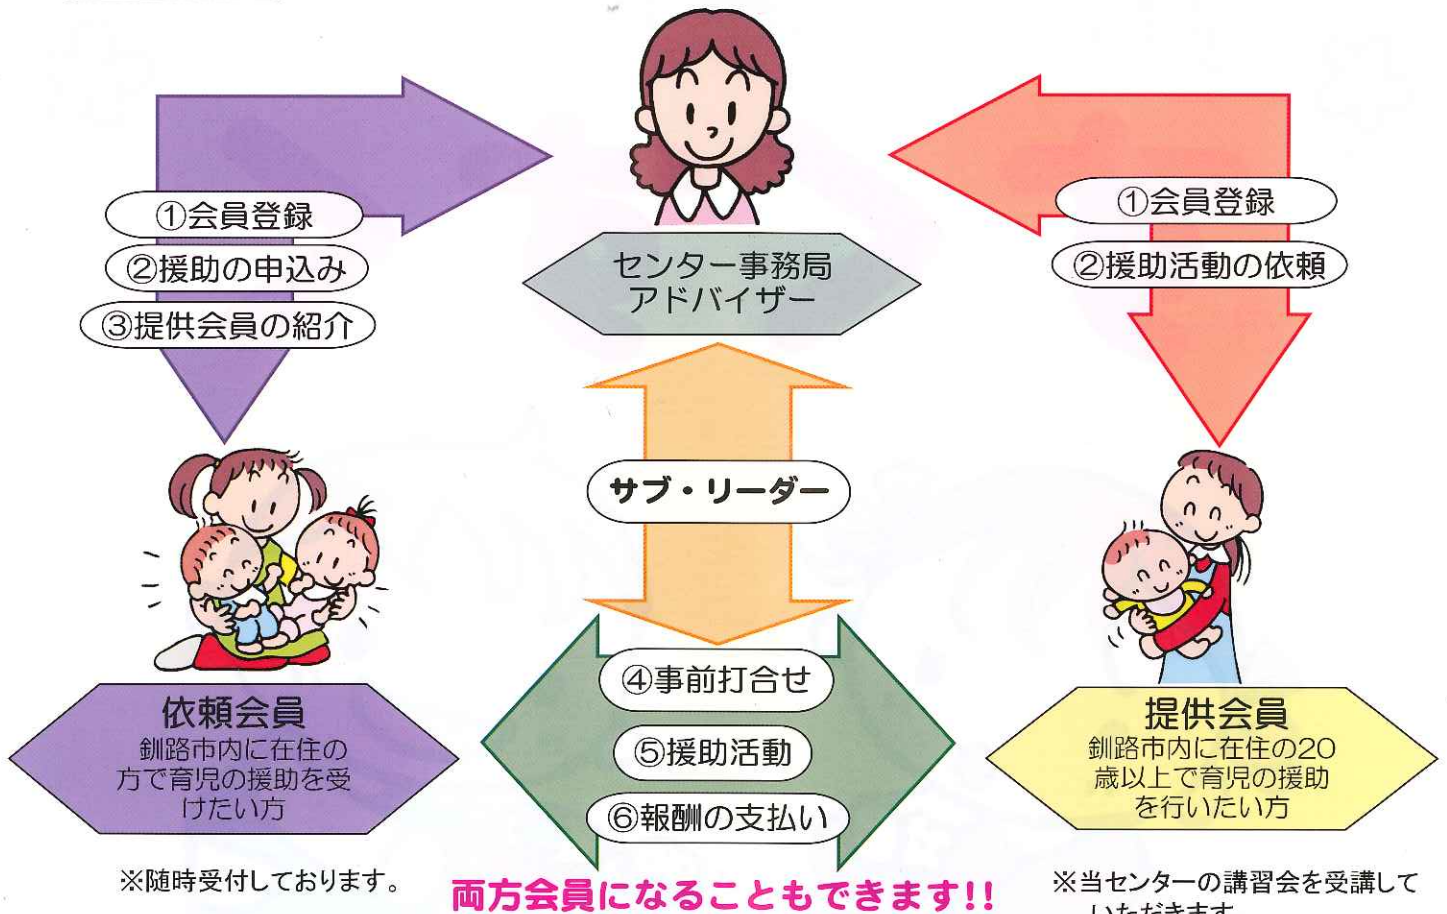 ①会員登録
②援助の申込み
③提供会員の紹介
センター事務局
アドバイザー
①会員登録
②援助活動の依頼
サブ・リーダー
④事前打合せ
⑤援助活動
⑥報酬の支払い
依頼会員
釧路市内に在住の
方で育児の援助を受
けたい方
※随時受付しております。
提供会員
釧路市内に在住の20
歳以上で育児の援助
を行いたい方
※当センターの講習会を受講して
いただきます
両方会員になることもできます!!